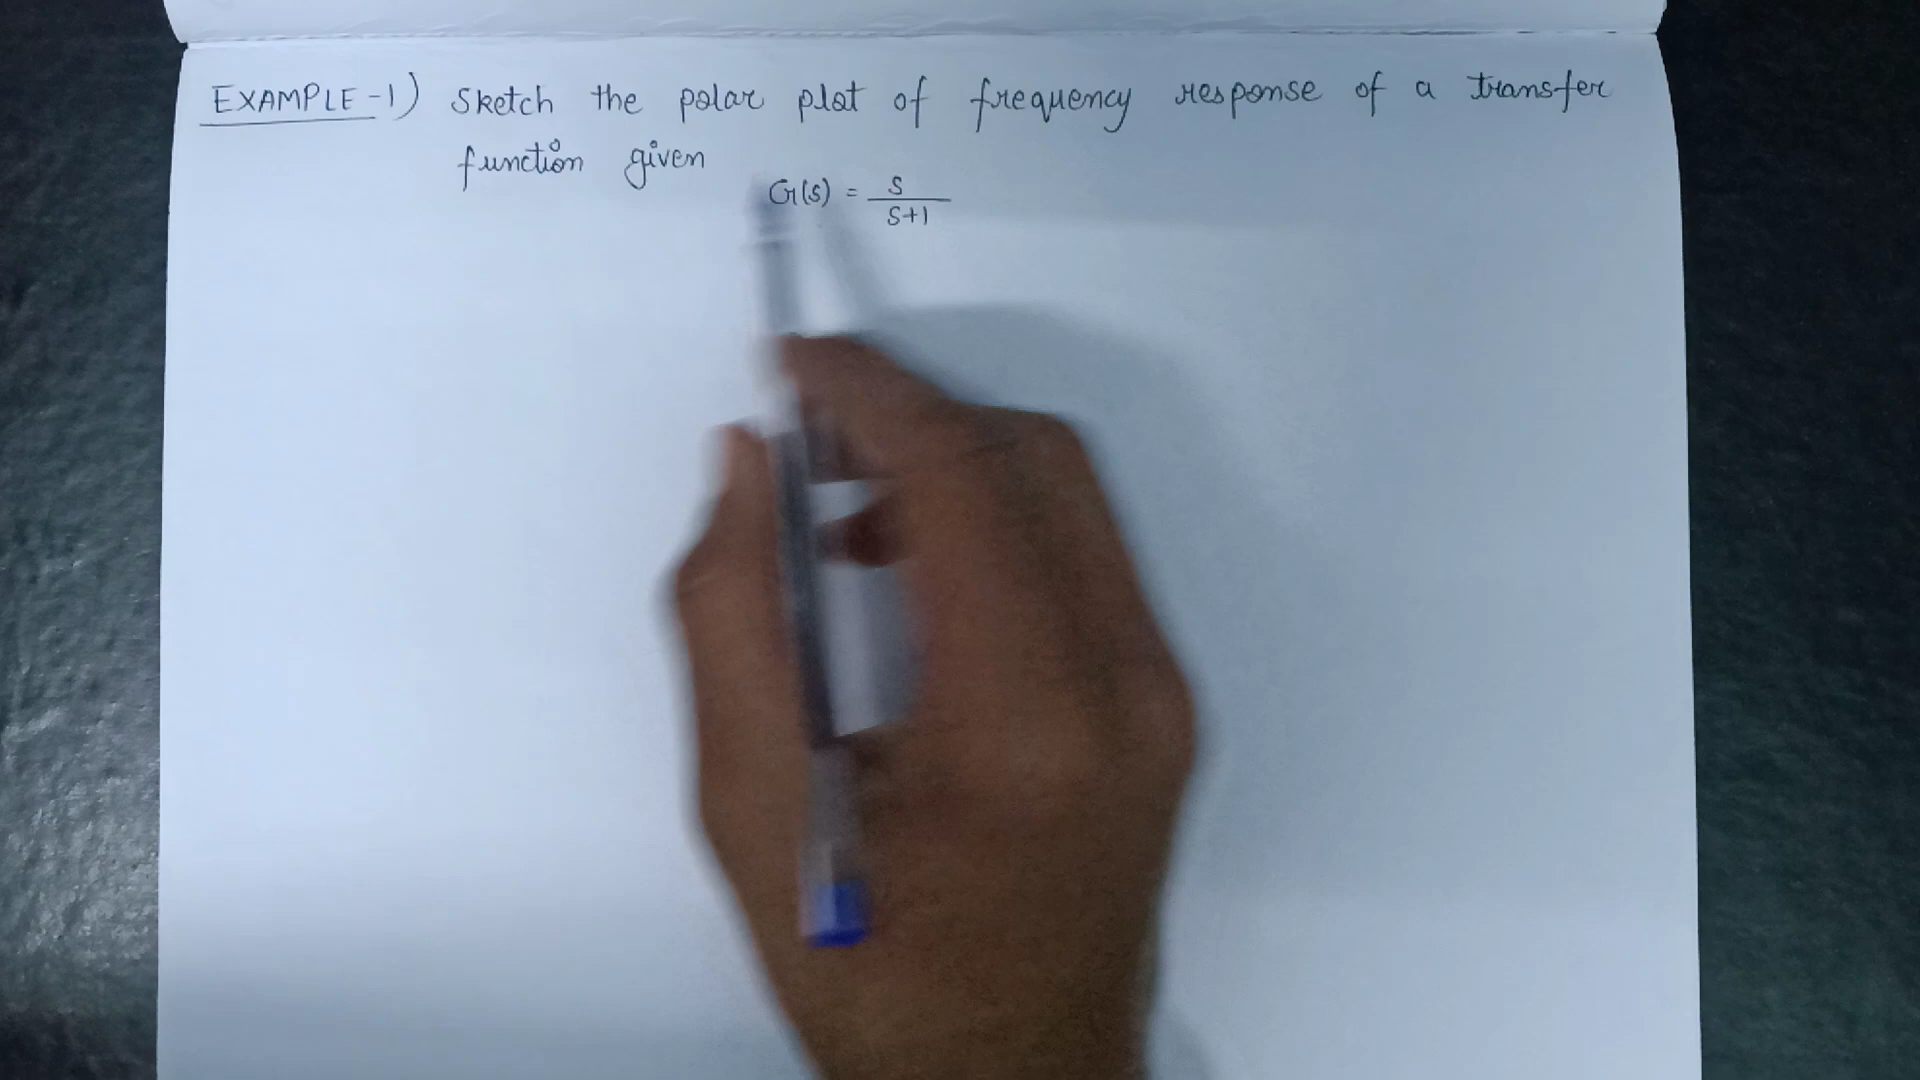 EXAMPLE-1) Sketch the polar plot of frequency response of a transfer
function given
G(s) = s / s+1